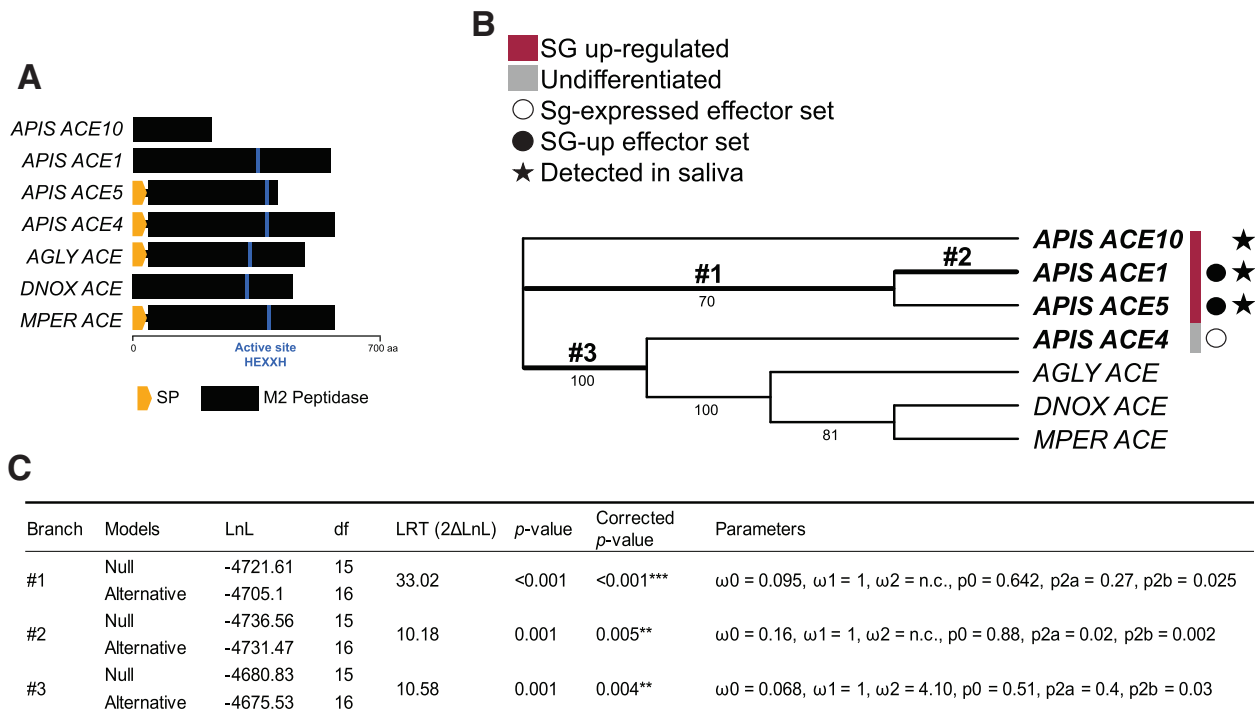 A
APIS ACE10
APIS ACE1
APIS ACE5
APIS ACE4
AGLY ACE
DNOX ACE
MPER ACE
0
Active site
HEXXH
700 aa
SP
M2 Peptidase
B
SG up-regulated
Undifferentiated
Sg-expressed effector set
SG-up effector set
Detected in saliva
#1
70
#2
#3
100
100
81
APIS ACE10
APIS ACE1
APIS ACE5
APIS ACE4
AGLY ACE
DNOX ACE
MPER ACE
C
Branch Models LnL df LRT (2ΔLnL) p-value Corrected p-value Parameters
#1 Null -4721.61 15 33.02 <0.001 <0.001*** ω0 = 0.095, ω1 = 1, ω2 = n.c., p0 = 0.642, p2a = 0.27, p2b = 0.025
Alternative -4705.1 16
#2 Null -4736.56 15 10.18 0.001 0.005** ω0 = 0.16, ω1 = 1, ω2 = n.c., p0 = 0.88, p2a = 0.02, p2b = 0.002
Alternative -4731.47 16
#3 Null -4680.83 15 10.58 0.001 0.004** ω0 = 0.068, ω1 = 1, ω2 = 4.10, p0 = 0.51, p2a = 0.4, p2b = 0.03
Alternative -4675.53 16